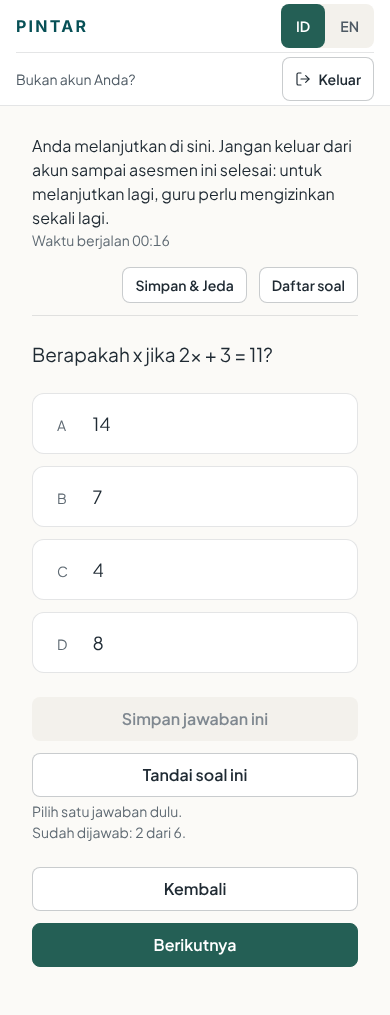 PINTAR
ID
EN
Bukan akun Anda?
Keluar
Anda melanjutkan di sini. Jangan keluar dari
akun sampai asesmen ini selesai: untuk
melanjutkan lagi, guru perlu mengizinkan
sekali lagi.
Waktu berjalan 00:16
Simpan & Jeda
Daftar soal
Berapakah x jika 2x + 3 = 11?
A 14
B 7
C 4
D 8
Simpan jawaban ini
Tandai soal ini
Pilih satu jawaban dulu.
Sudah dijawab: 2 dari 6.
Kembali
Berikutnya